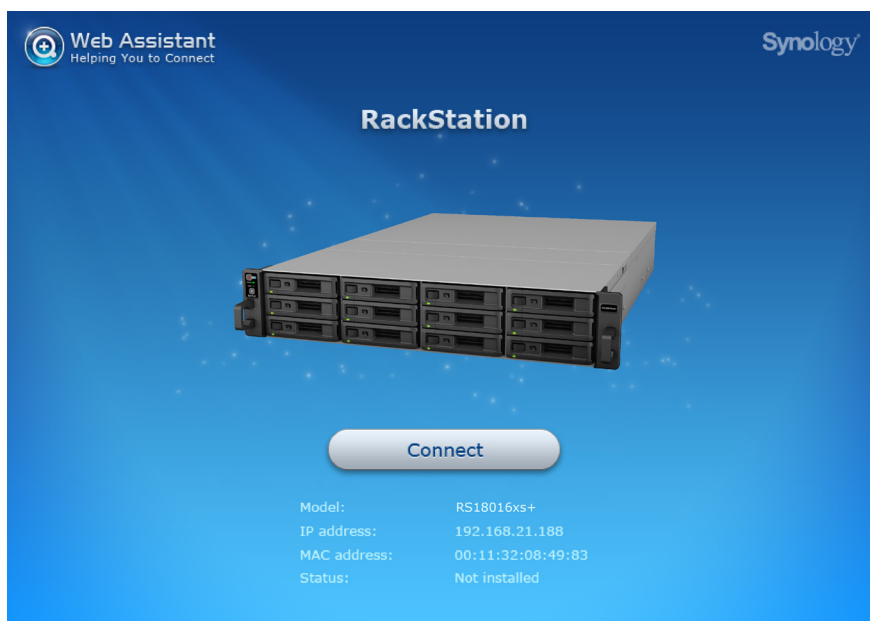 Web Assistant
Helping You to Connect
Synology
RackStation
Connect
Model: RS18016xs+
IP address: 192.168.21.188
MAC address: 00:11:32:08:49:83
Status: Not installed